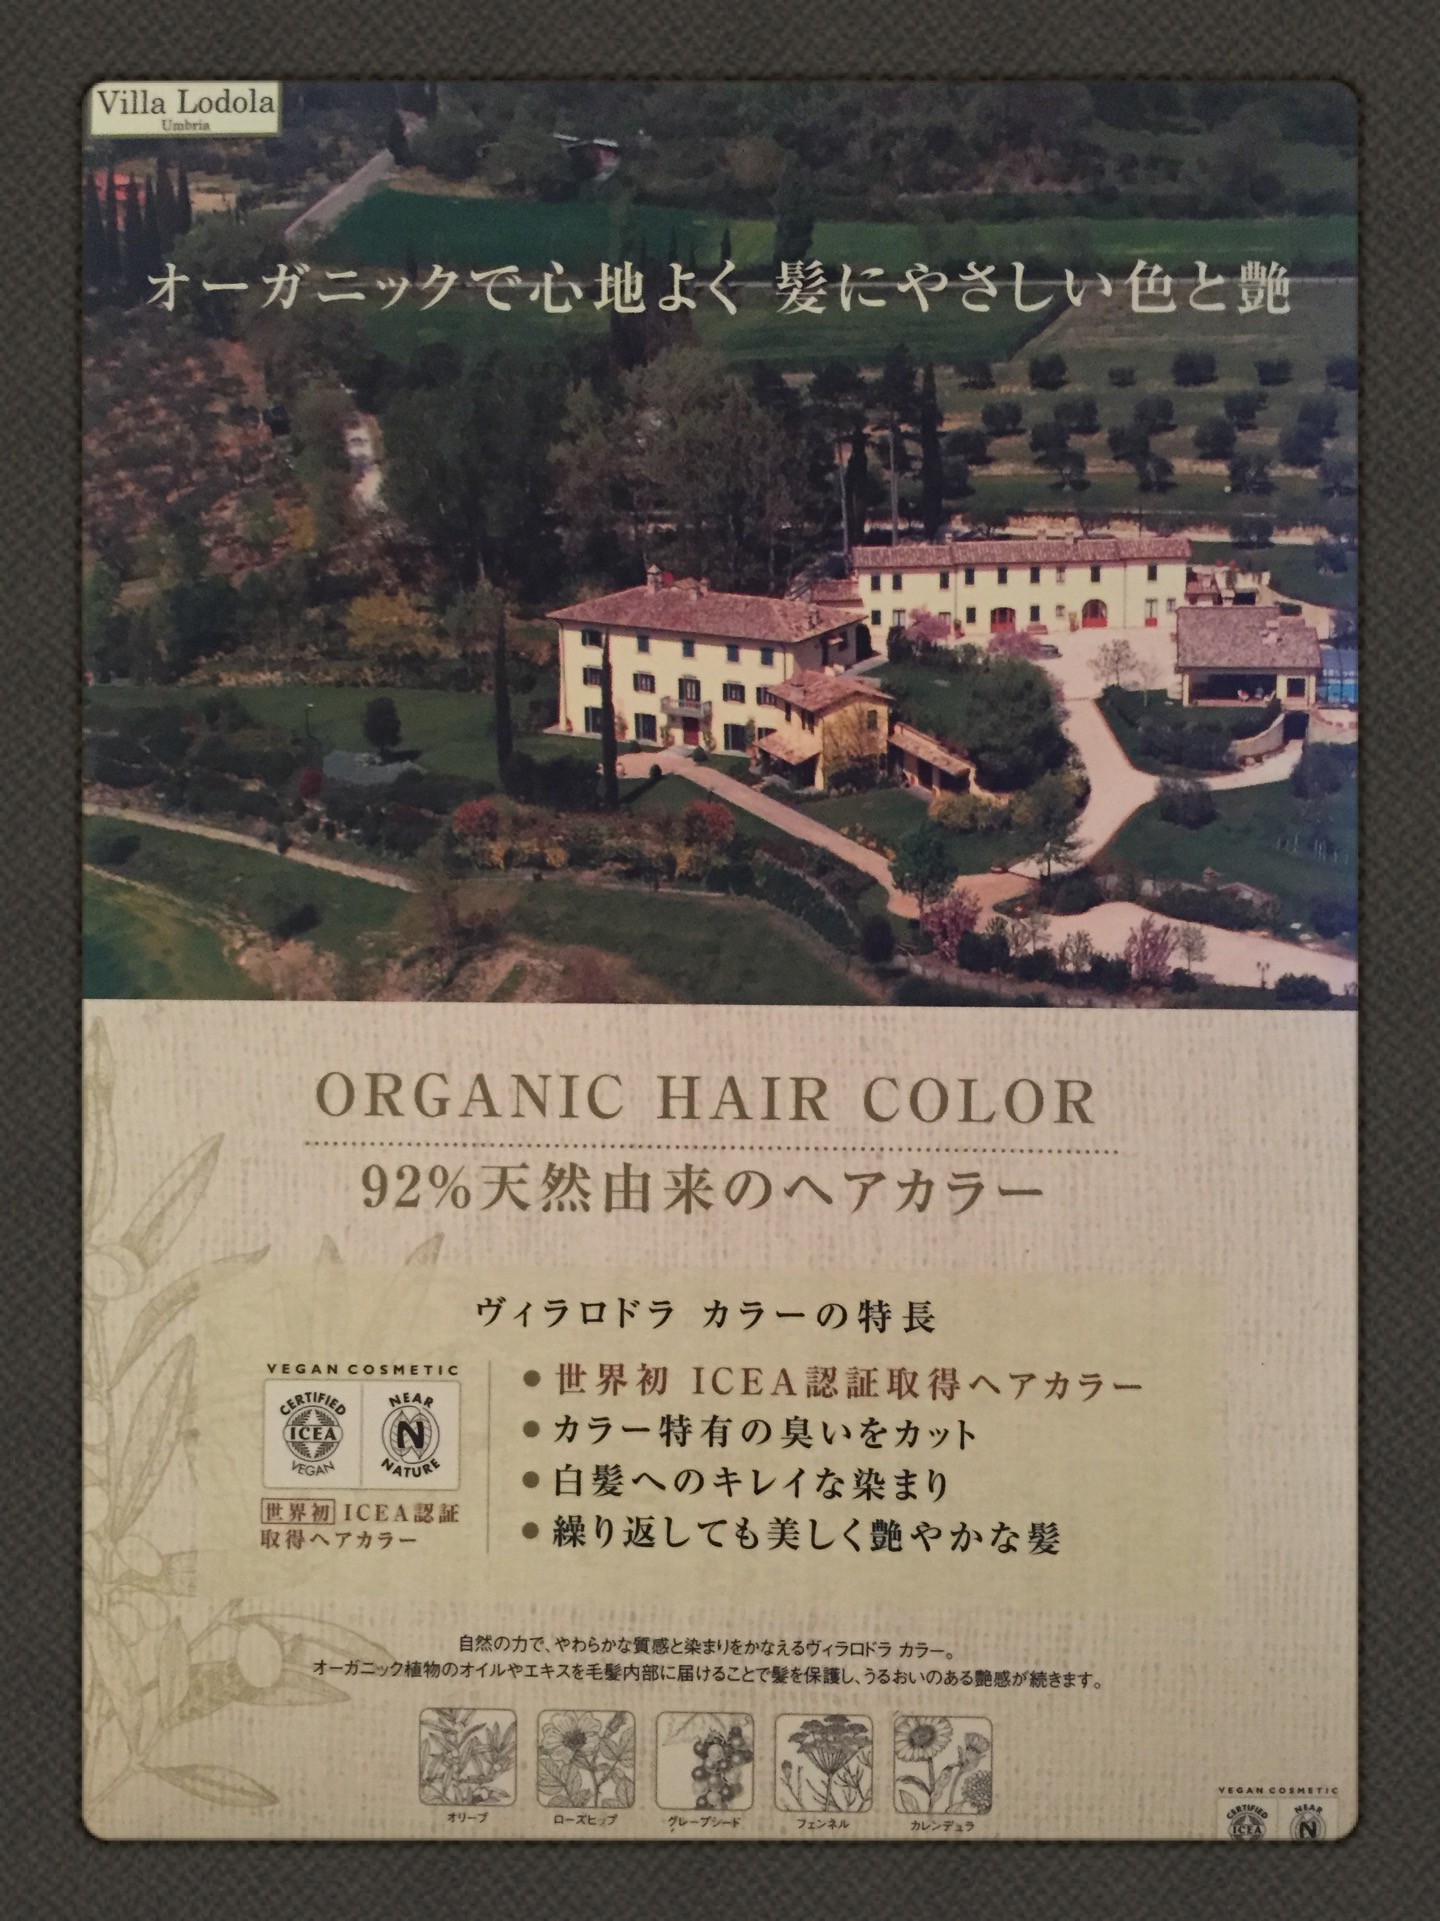 Villa Lodola
Umbria
オーガニックで心地よく 髪にやさしい色と艶
ORGANIC HAIR COLOR
92%天然由来のヘアカラー
ヴィラロドラ カラーの特長
VEGAN COSMETIC
CERTIFIED
ICEA
VEGAN
NEAR
N
NATURE
世界初 ICEA認証
取得ヘアカラー
● 世界初 ICEA認証取得ヘアカラー
● カラー特有の臭いをカット
● 白髪へのキレイな染まり
● 繰り返しても美しく艶やかな髪
自然の力で、やわらかな質感と染まりをかなえるヴィラロドラ カラー。
オーガニック植物のオイルやエキスを毛髪内部に届けることで髪を保護し、うるおいのある艶感が続きます。
オリーブ
ローズヒップ
グレープシード
フェンネル
カレンデュラ
VEGAN COSMETIC
CERTIFIED
ICEA
NEAR
N